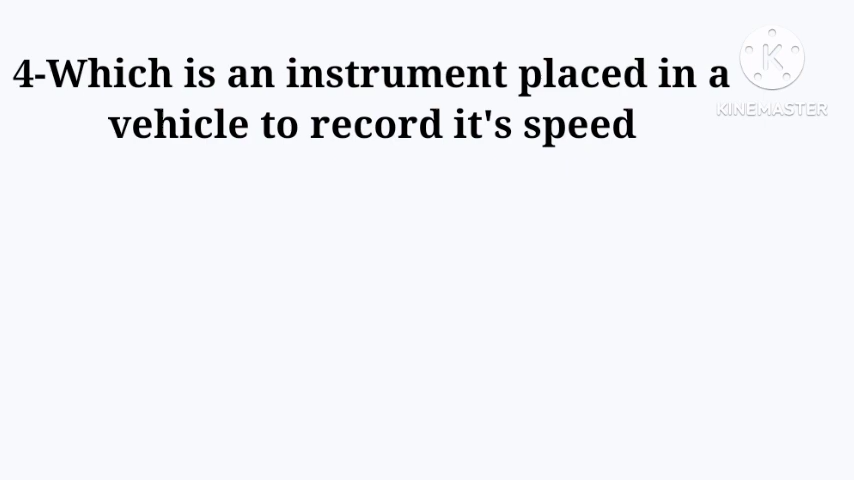 4-Which is an instrument placed in a
vehicle to record it's speed
K
KINEMASTER